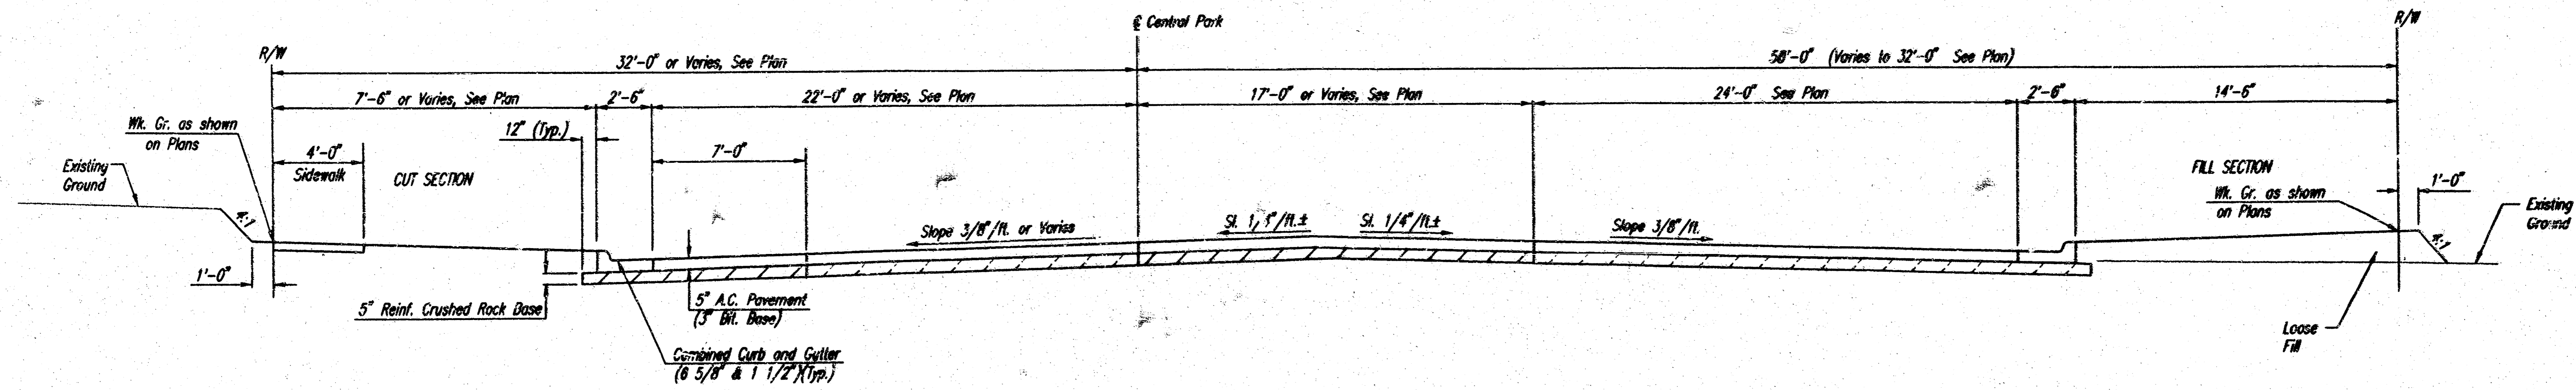 ℄ Central Park
R/W
R/W
32'-0" or Varies, See Plan
58'-0" (Varies to 32'-0" See Plan)
7'-6" or Varies, See Plan
2'-6"
22'-0" or Varies, See Plan
17'-0" or Varies, See Plan
24'-0" See Plan
2'-6"
14'-6"
Wk. Gr. as shown
on Plans
12" (Typ.)
Existing
Ground
4'-0"
Sidewalk
CUT SECTION
7'-0"
FILL SECTION
Wk. Gr. as shown
on Plans
1'-0"
Existing
Ground
Slope 3/8"/ft. or Varies
Sl. 1/4"/ft.±
Sl. 1/4"/ft.±
Slope 3/8"/ft.
1'-0"
5" Reinf. Crushed Rock Base
5" A.C. Pavement
(3" Bit. Base)
Combined Curb and Gutter
(6 5/8" & 1 1/2")(Typ.)
Loose
Fill